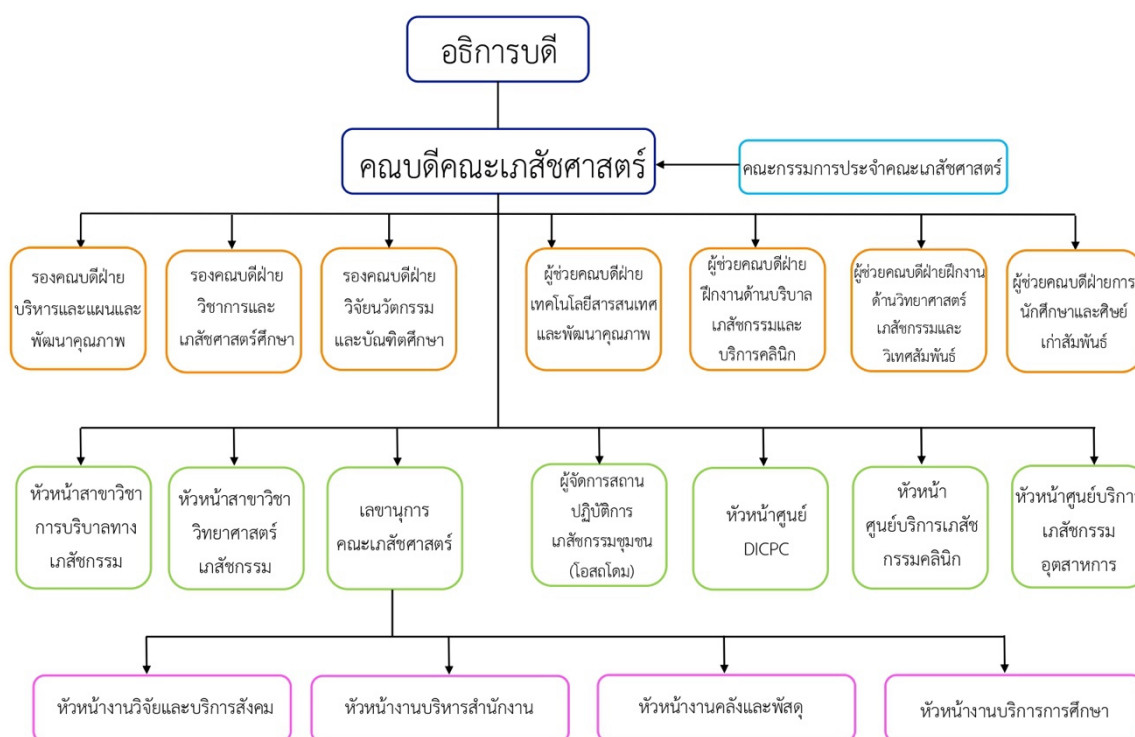 อธิการบดี
คณบดีคณะเภสัชศาสตร์
คณะกรรมการประจำคณะเภสัชศาสตร์
รองคณบดีฝ่าย
บริหารและแผนและ
พัฒนาคุณภาพ
รองคณบดีฝ่าย
วิชาการและ
เภสัชศาสตร์ศึกษา
รองคณบดีฝ่าย
วิจัยนวัตกรรม
และบัณฑิตศึกษา
ผู้ช่วยคณบดีฝ่าย
เทคโนโลยีสารสนเทศ
และพัฒนาคุณภาพ
ผู้ช่วยคณบดีฝ่าย
ฝึกงานด้านบริบาล
เภสัชกรรมและ
บริการคลินิก
ผู้ช่วยคณบดีฝ่ายฝึกงาน
ด้านวิทยาศาสตร์
เภสัชกรรมและ
วิเทศสัมพันธ์
ผู้ช่วยคณบดีฝ่ายการ
นักศึกษาและศิษย์
เก่าสัมพันธ์
หัวหน้าสาขาวิชา
การบริบาลทาง
เภสัชกรรม
หัวหน้าสาขาวิชา
วิทยาศาสตร์
เภสัชกรรม
เลขานุการ
คณะเภสัชศาสตร์
ผู้จัดการสถาน
ปฏิบัติการ
เภสัชกรรมชุมชน
(โอสถโดม)
หัวหน้าศูนย์
DICPC
หัวหน้า
ศูนย์บริการเภสัช
กรรมคลินิก
หัวหน้าศูนย์บริการ
เภสัชกรรม
อุตสาหการ
หัวหน้างานวิจัยและบริการสังคม
หัวหน้างานบริหารสำนักงาน
หัวหน้างานคลังและพัสดุ
หัวหน้างานบริการการศึกษา